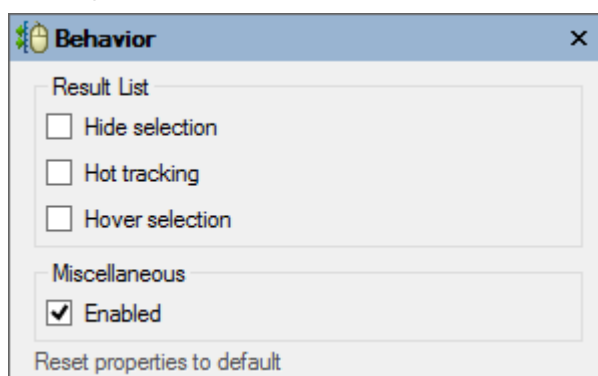 Behavior
Result List
Hide selection
Hot tracking
Hover selection
Miscellaneous
Enabled
Reset properties to default